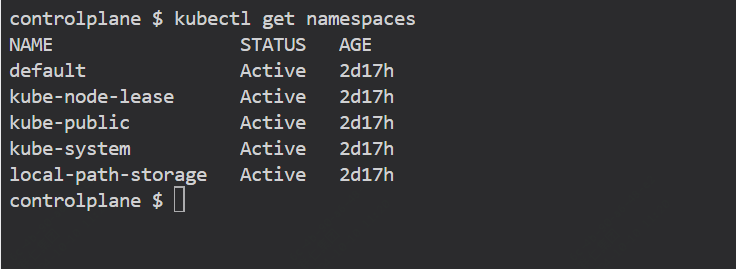 controlplane $ kubectl get namespaces
NAME                 STATUS   AGE
default              Active   2d17h
kube-node-lease      Active   2d17h
kube-public          Active   2d17h
kube-system          Active   2d17h
local-path-storage   Active   2d17h
controlplane $